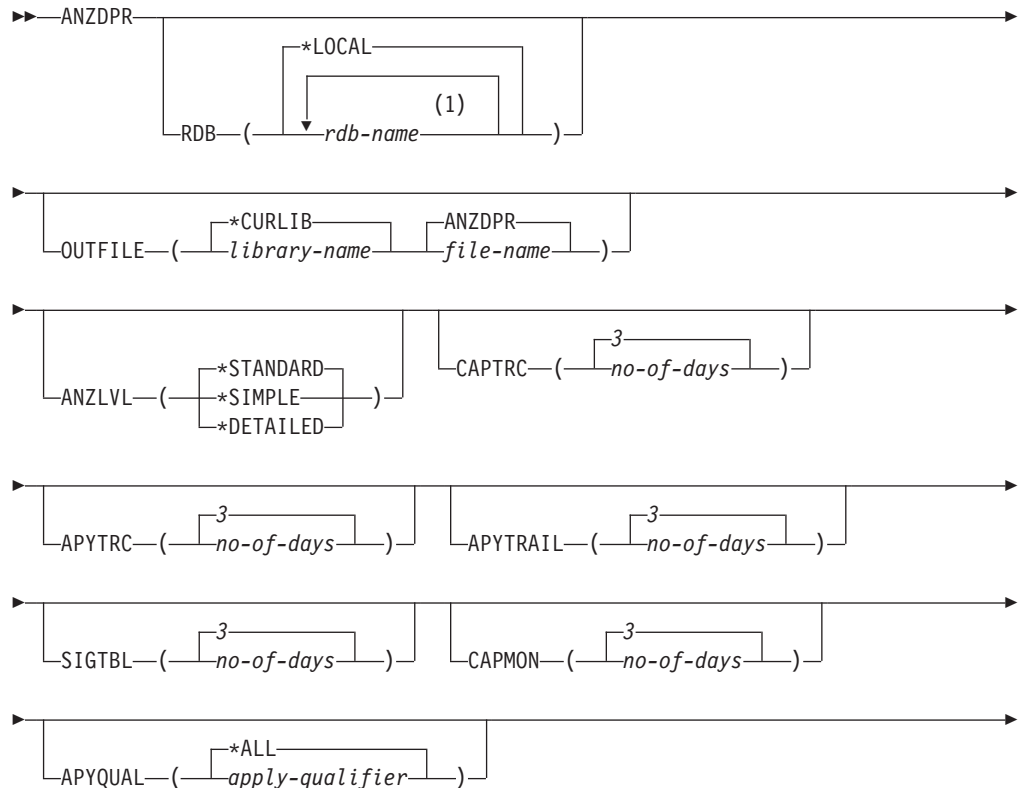 ANZDPR
*LOCAL
(1)
RDB ( rdb-name )
*CURLIB ANZDPR
OUTFILE ( library-name file-name )
*STANDARD 3
ANZLVL ( *SIMPLE ) CAPTRC ( no-of-days )
*DETAILED
3 3
APYTRC ( no-of-days ) APYTRAIL ( no-of-days )
3 3
SIGTBL ( no-of-days ) CAPMON ( no-of-days )
*ALL
APYQUAL ( apply-qualifier )